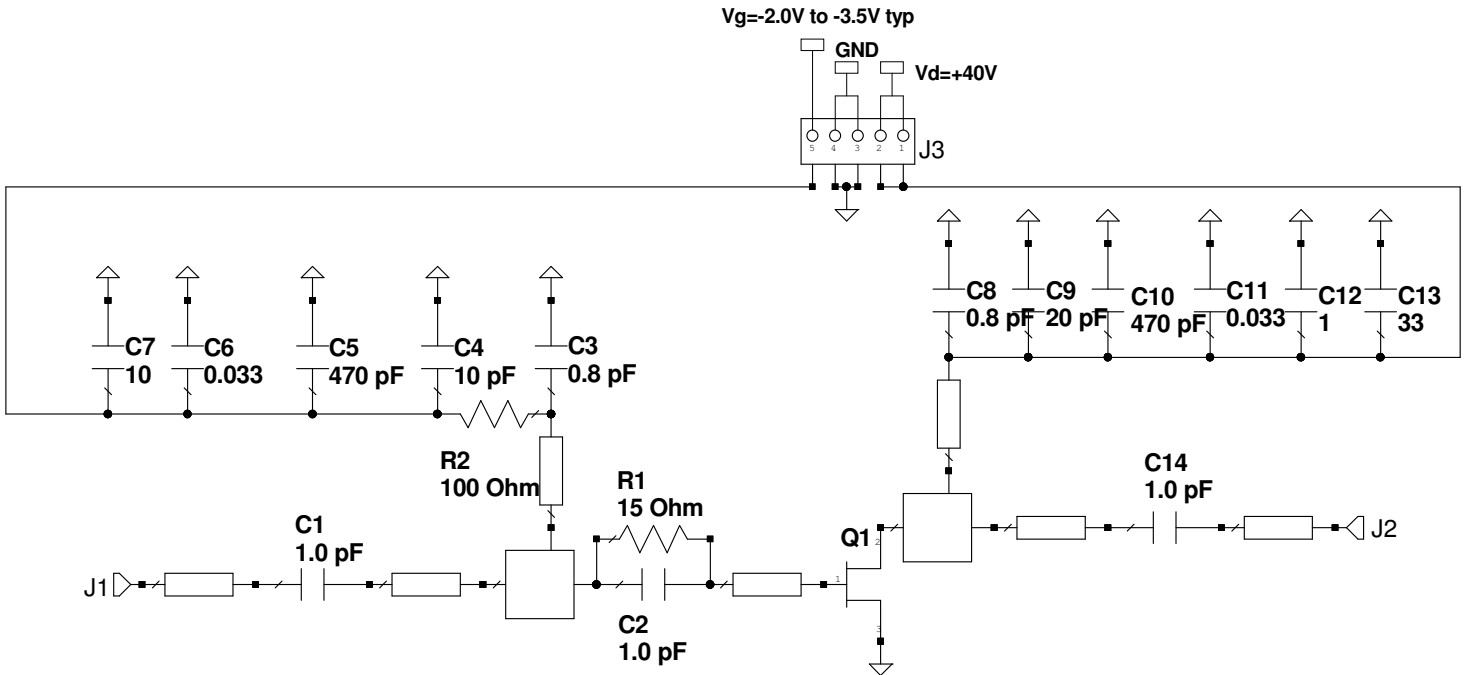 Vg=-2.0V to -3.5V typ
GND
Vd=+40V
5 4 3 2 1
J3
C7
10
C6
0.033
C5
470 pF
C4
10 pF
C3
0.8 pF
C8
0.8 pF
C9
20 pF
C10
470 pF
C11
0.033
C12
1
C13
33
R2
100 Ohm
R1
15 Ohm
C14
1.0 pF
C1
1.0 pF
Q1
2
J2
J1
1
C2
1.0 pF
3